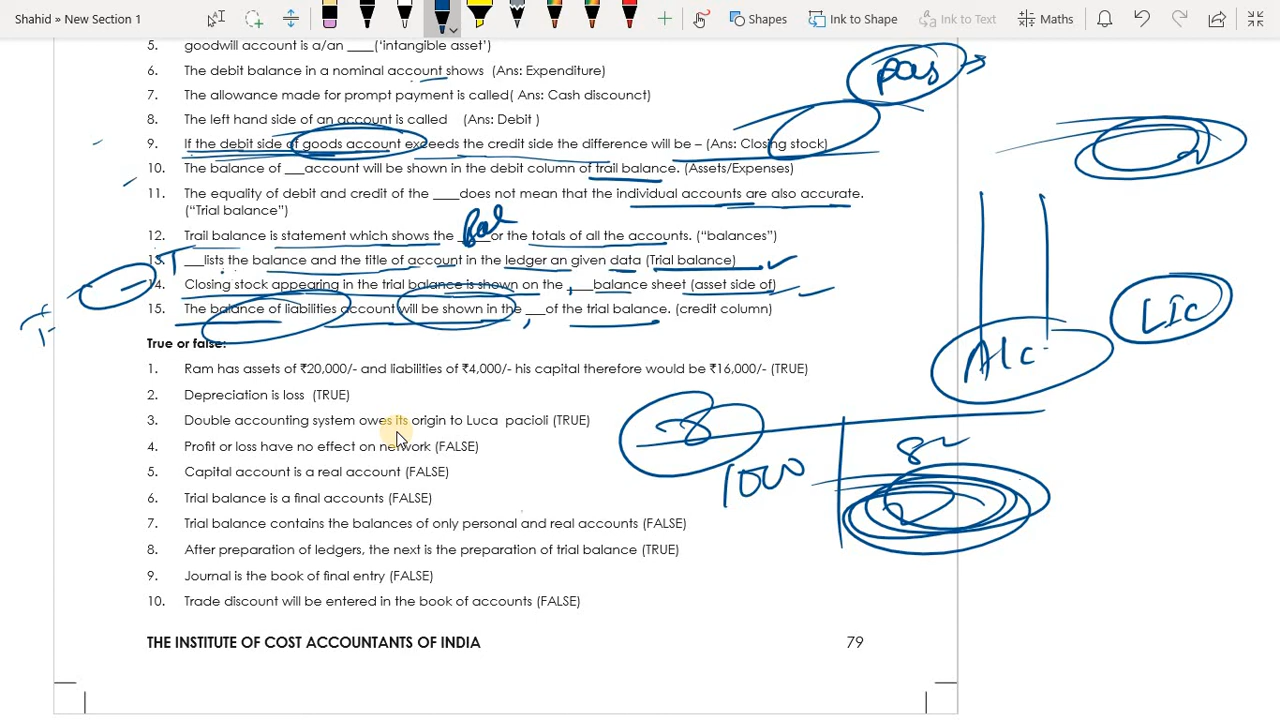 Shahid » New Section 1
Shapes
Ink to Shape
Ink to Text
Maths
5. goodwill account is a/an ____('intangible asset')
6. The debit balance in a nominal account shows (Ans: Expenditure)
7. The allowance made for prompt payment is called( Ans: Cash discounct)
8. The left hand side of an account is called (Ans: Debit )
9. If the debit side of goods account exceeds the credit side the difference will be – (Ans: Closing stock)
10. The balance of ___account will be shown in the debit column of trail balance. (Assets/Expenses)
11. The equality of debit and credit of the ____does not mean that the individual accounts are also accurate.
("Trial balance")
12. Trail balance is statement which shows the ____or the totals of all the accounts. ("balances")
13. ___lists the balance and the title of account in the ledger an given data (Trial balance)
14. Closing stock appearing in the trial balance is shown on the ___balance sheet (asset side of)
15. The balance of liabilities account will be shown in the ___of the trial balance. (credit column)
True or false:
1. Ram has assets of ₹20,000/- and liabilities of ₹4,000/- his capital therefore would be ₹16,000/- (TRUE)
2. Depreciation is loss (TRUE)
3. Double accounting system owes its origin to Luca pacioli (TRUE)
4. Profit or loss have no effect on network (FALSE)
5. Capital account is a real account (FALSE)
6. Trial balance is a final accounts (FALSE)
7. Trial balance contains the balances of only personal and real accounts (FALSE)
8. After preparation of ledgers, the next is the preparation of trial balance (TRUE)
9. Journal is the book of final entry (FALSE)
10. Trade discount will be entered in the book of accounts (FALSE)
Bal
A/c
LIC
1000
THE INSTITUTE OF COST ACCOUNTANTS OF INDIA 79